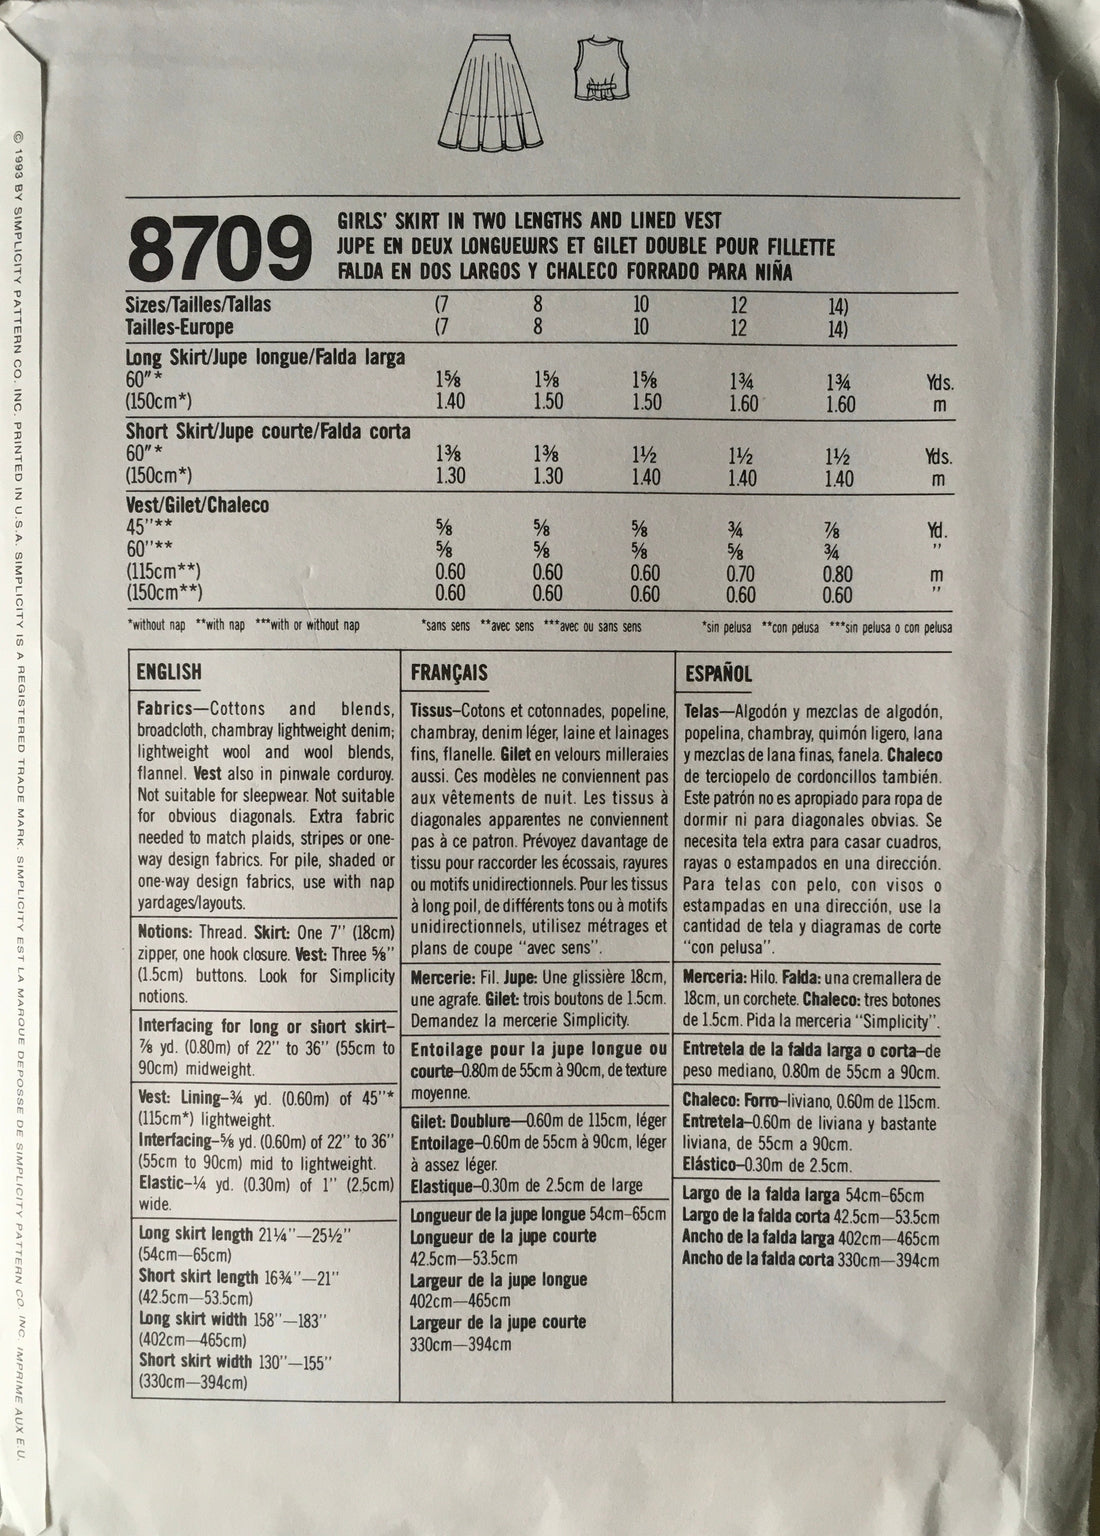 © 1993 BY SIMPLICITY PATTERN CO. INC. PRINTED IN U.S.A. SIMPLICITY IS A REGISTERED TRADE MARK. SIMPLICITY EST LA MARQUE DEPOSSE DE SIMPLICITY PATTERN CO. INC. IMPRIME AUX E.U.
8709
GIRLS' SKIRT IN TWO LENGTHS AND LINED VEST
JUPE EN DEUX LONGUEUURS ET GILET DOUBLE POUR FILLETTE
FALDA EN DOS LARGOS Y CHALECO FORRADO PARA NIÑA
Sizes/Tailles/Tallas (7 8 10 12 14)
Tailles-Europe (7 8 10 12 14)
Long Skirt/Jupe longue/Falda larga
60"* 1⅝ 1⅝ 1⅝ 1¾ 1¾ Yds.
(150cm*) 1.40 1.50 1.50 1.60 1.60 m
Short Skirt/Jupe courte/Falda corta
60"* 1⅜ 1⅜ 1½ 1½ 1½ Yds.
(150cm*) 1.30 1.30 1.40 1.40 1.40 m
Vest/Gilet/Chaleco
45"** ⅝ ⅝ ⅝ ¾ ⅞ Yd.
60"** ⅝ ⅝ ⅝ ⅝ ¾ "
(115cm**) 0.60 0.60 0.60 0.70 0.80 m
(150cm**) 0.60 0.60 0.60 0.60 0.60 "
*without nap **with nap ***with or without nap *sans sens **avec sens ***avec ou sans sens *sin pelusa **con pelusa ***sin pelusa o con pelusa
ENGLISH
Fabrics—Cottons and blends,
broadcloth, chambray lightweight denim;
lightweight wool and wool blends,
flannel. Vest also in pinwale corduroy.
Not suitable for sleepwear. Not suitable
for obvious diagonals. Extra fabric
needed to match plaids, stripes or one-
way design fabrics. For pile, shaded or
one-way design fabrics, use with nap
yardages/layouts.
Notions: Thread. Skirt: One 7" (18cm)
zipper, one hook closure. Vest: Three ⅝"
(1.5cm) buttons. Look for Simplicity
notions.
Interfacing for long or short skirt–
⅞ yd. (0.80m) of 22" to 36" (55cm to
90cm) midweight.
Vest: Lining–¾ yd. (0.60m) of 45"*
(115cm*) lightweight.
Interfacing–⅝ yd. (0.60m) of 22" to 36"
(55cm to 90cm) mid to lightweight.
Elastic–¼ yd. (0.30m) of 1" (2.5cm)
wide.
Long skirt length 21¼"—25½"
(54cm—65cm)
Short skirt length 16¾"—21"
(42.5cm—53.5cm)
Long skirt width 158"—183"
(402cm—465cm)
Short skirt width 130"—155"
(330cm—394cm)
FRANÇAIS
Tissus–Cotons et cotonnades, popeline,
chambray, denim léger, laine et lainages
fins, flanelle. Gilet en velours milleraies
aussi. Ces modèles ne conviennent pas
aux vêtements de nuit. Les tissus à
diagonales apparentes ne conviennent
pas à ce patron. Prévoyez davantage de
tissu pour raccorder les écossais, rayures
ou motifs unidirectionnels. Pour les tissus
à long poil, de différents tons ou à motifs
unidirectionnels, utilisez métrages et
plans de coupe "avec sens".
Mercerie: Fil. Jupe: Une glissière 18cm,
une agrafe. Gilet: trois boutons de 1.5cm.
Demandez la mercerie Simplicity.
Entoilage pour la jupe longue ou
courte–0.80m de 55cm à 90cm, de texture
moyenne.
Gilet: Doublure—0.60m de 115cm, léger
Entoilage–0.60m de 55cm à 90cm, léger
à assez léger.
Elastique–0.30m de 2.5cm de large
Longueur de la jupe longue 54cm–65cm
Longueur de la jupe courte
42.5cm—53.5cm
Largeur de la jupe longue
402cm—465cm
Largeur de la jupe courte
330cm—394cm
ESPAÑOL
Telas—Algodón y mezclas de algodón,
popelina, chambray, quimón ligero, lana
y mezclas de lana finas, fanela. Chaleco
de terciopelo de cordoncillos también.
Este patrón no es apropiado para ropa de
dormir ni para diagonales obvias. Se
necesita tela extra para casar cuadros,
rayas o estampados en una dirección.
Para telas con pelo, con visos o
estampadas en una dirección, use la
cantidad de tela y diagramas de corte
"con pelusa".
Merceria: Hilo. Falda: una cremallera de
18cm, un corchete. Chaleco: tres botones
de 1.5cm. Pida la merceria "Simplicity".
Entretela de la falda larga o corta–de
peso mediano, 0.80m de 55cm a 90cm.
Chaleco: Forro–liviano, 0.60m de 115cm.
Entretela–0.60m de liviana y bastante
liviana, de 55cm a 90cm.
Elástico–0.30m de 2.5cm.
Largo de la falda larga 54cm–65cm
Largo de la falda corta 42.5cm—53.5cm
Ancho de la falda larga 402cm—465cm
Ancho de la falda corta 330cm—394cm